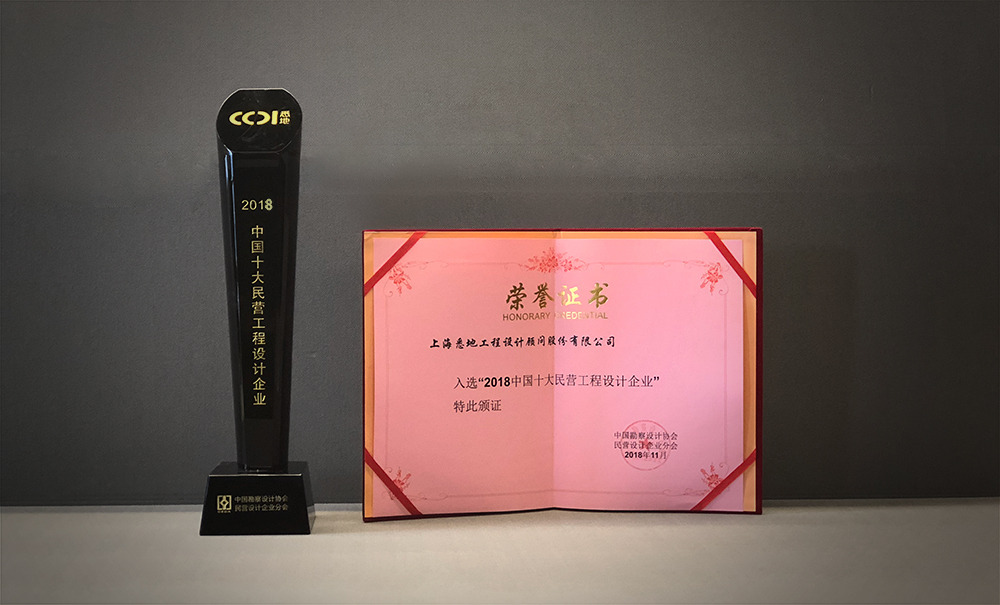 CCDI 悉地
2018
中国十大民营工程设计企业
中国勘察设计协会
民营设计企业分会
荣誉证书
HONORARY CREDENTIAL
上海悉地工程设计顾问股份有限公司
入选“2018中国十大民营工程设计企业”
特此颁证
中国勘察设计协会
民营设计企业分会
2018年11月